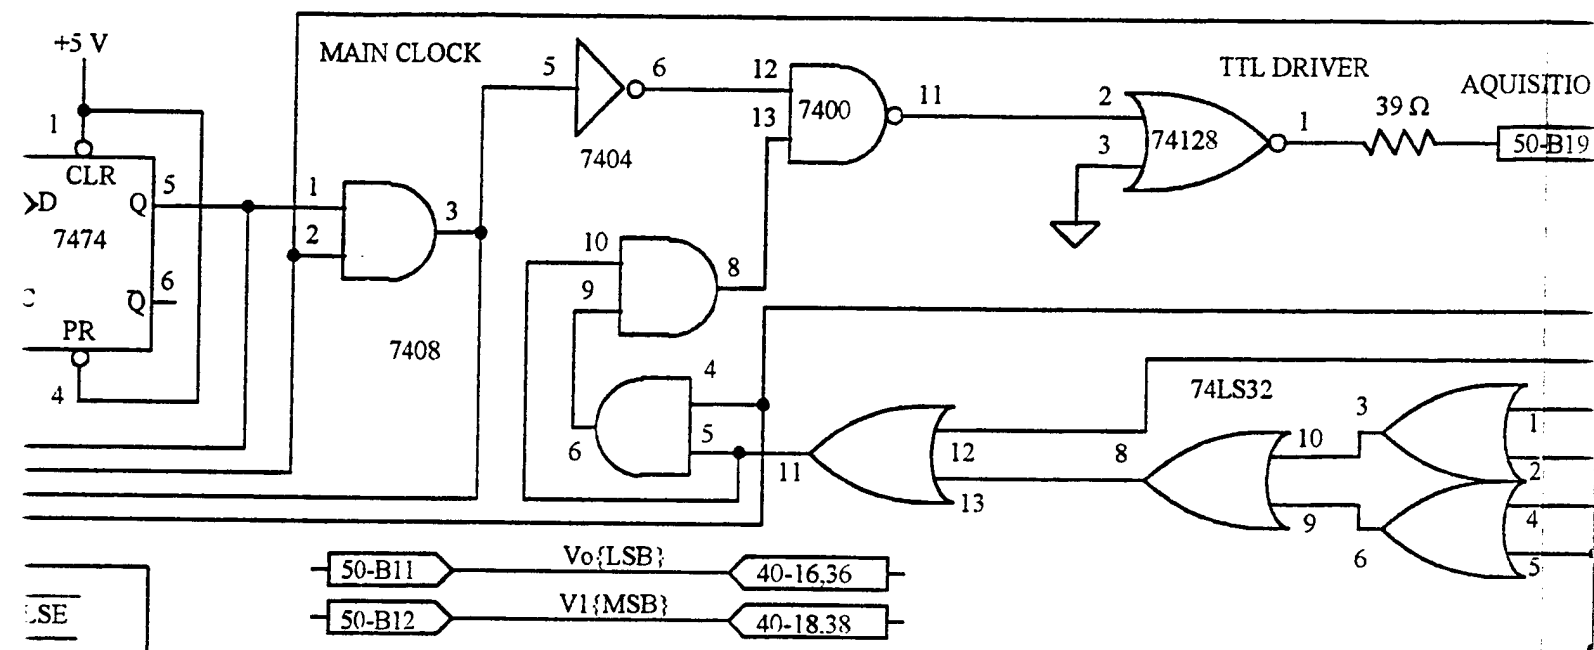 +5 V
MAIN CLOCK
5
6
12
TTL DRIVER
AQUISITIO
1
13
7400
11
2
39 Ω
1
3
74128
50-B19
CLR
7404
D
Q
5
1
3
7474
2
10
8
6
9
Q
PR
7408
4
4
74LS32
3
1
5
10
6
11
12
8
2
13
9
4
6
5
50-B11
Vo{LSB}
40-16,36
LSE
50-B12
V1{MSB}
40-18.38